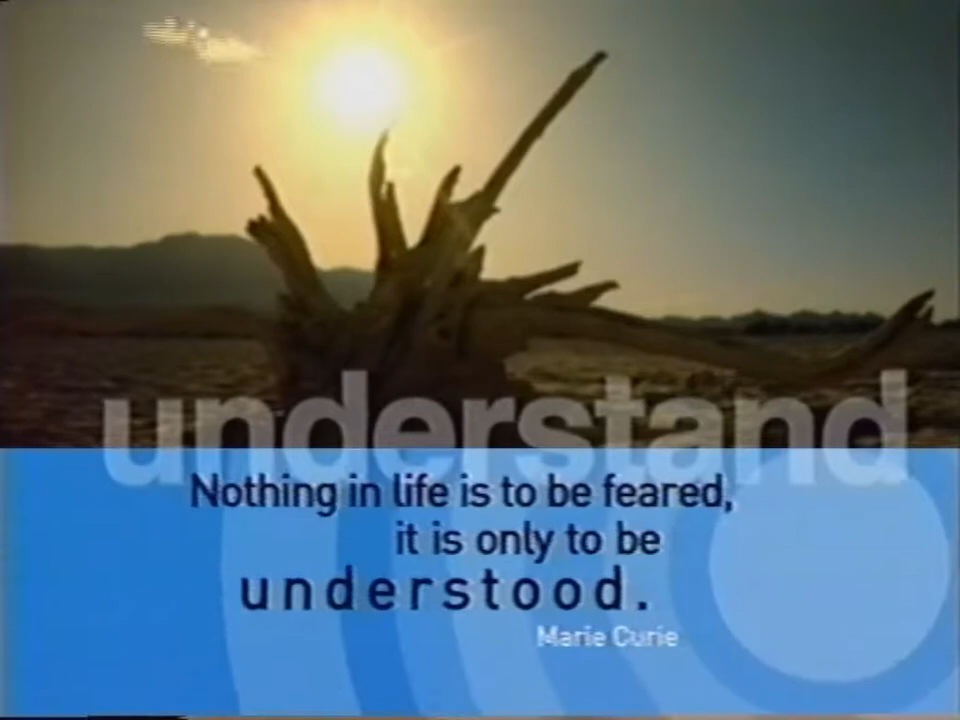 understand
Nothing in life is to be feared,
it is only to be
understood.
Marie Curie